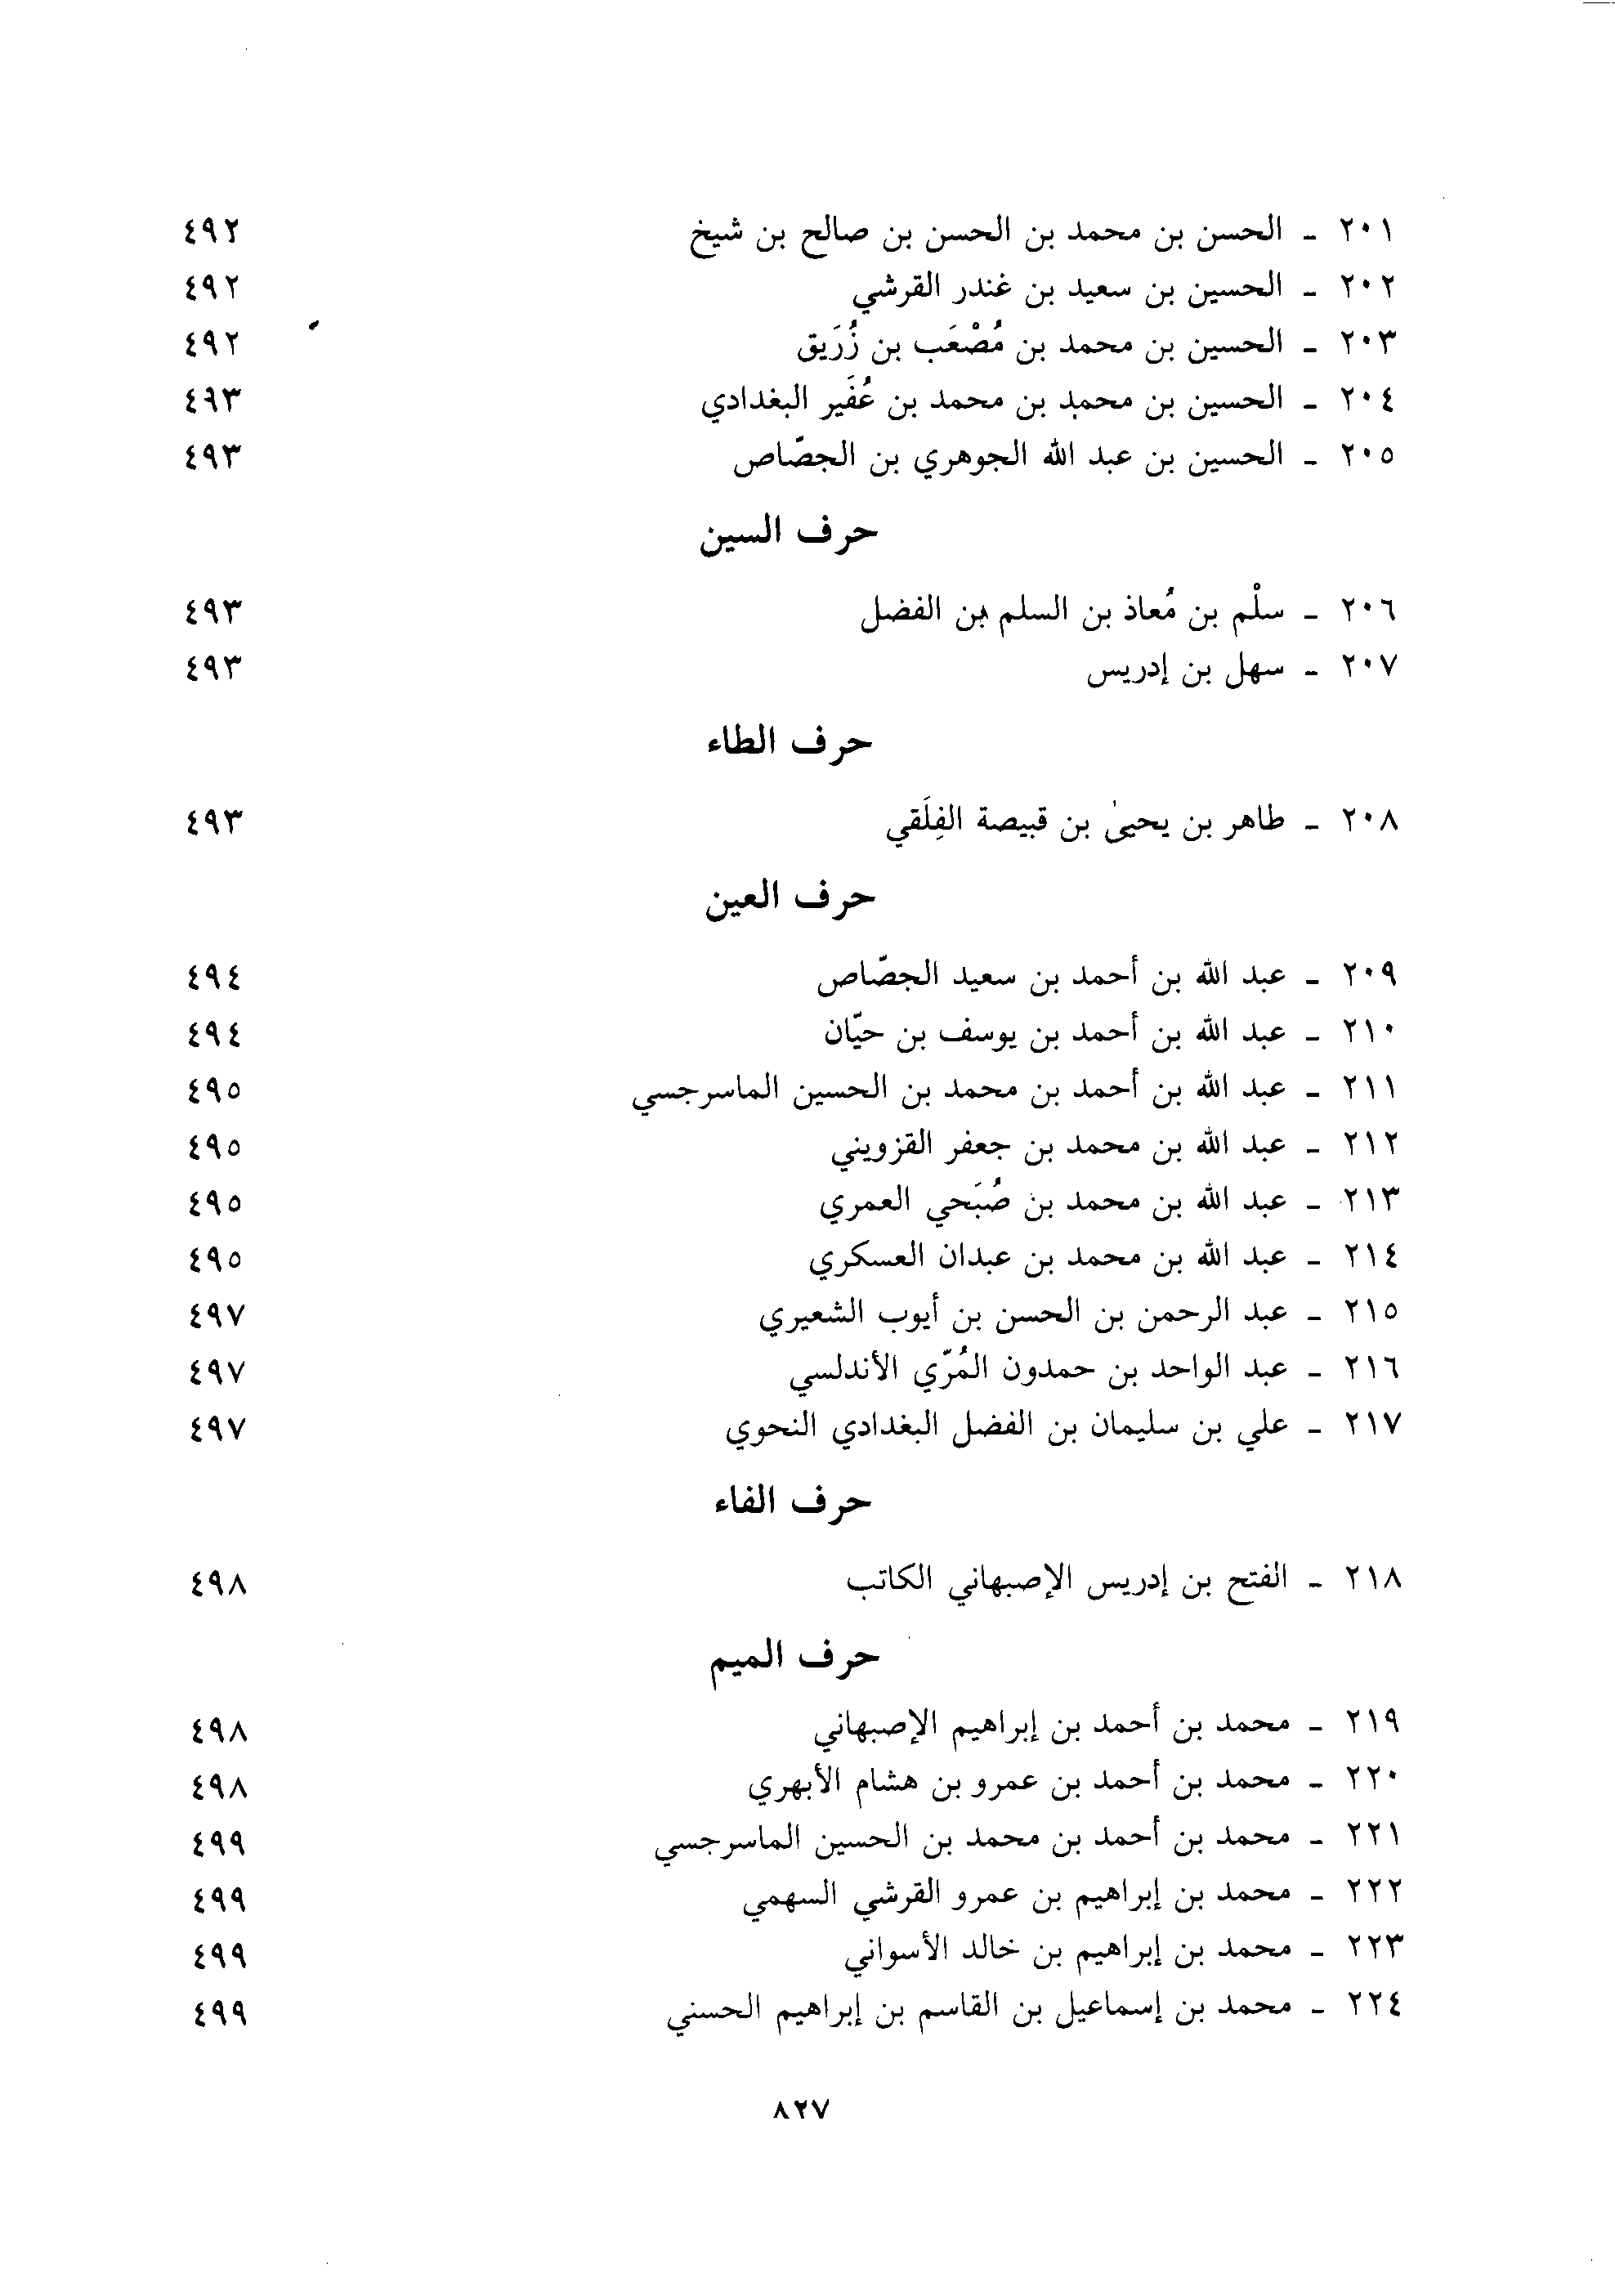 ٢٠١ ـ الحسن بن محمد بن الحسن بن صالح بن شيخ ٤٩٢
٢٠٢ ـ الحسين بن سعيد بن غندر القرشي ٤٩٢
٢٠٣ ـ الحسين بن محمد بن مُصْعَب بن زُرَيق ٤٩٢
٢٠٤ ـ الحسين بن محمد بن محمد بن عُفَير البغدادي ٤٩٣
٢٠٥ ـ الحسين بن عبد الله الجوهري بن الجصّاص ٤٩٣
حرف السين
٢٠٦ ـ سلْم بن مُعاذ بن السلم بن الفضل ٤٩٣
٢٠٧ ـ سهل بن إدريس ٤٩٣
حرف الطاء
٢٠٨ ـ طاهر بن يحيىٰ بن قبيصة الفِلَقي ٤٩٣
حرف العين
٢٠٩ ـ عبد الله بن أحمد بن سعيد الجصّاص ٤٩٤
٢١٠ ـ عبد الله بن أحمد بن يوسف بن حيّان ٤٩٤
٢١١ ـ عبد الله بن أحمد بن محمد بن الحسين الماسرجسي ٤٩٥
٢١٢ ـ عبد الله بن محمد بن جعفر القزويني ٤٩٥
٢١٣ ـ عبد الله بن محمد بن صُبَحي العمري ٤٩٥
٢١٤ ـ عبد الله بن محمد بن عبدان العسكري ٤٩٥
٢١٥ ـ عبد الرحمن بن الحسن بن أيوب الشعيري ٤٩٧
٢١٦ ـ عبد الواحد بن حمدون المُرّي الأندلسي ٤٩٧
٢١٧ ـ علي بن سليمان بن الفضل البغدادي النحوي ٤٩٧
حرف الفاء
٢١٨ ـ الفتح بن إدريس الإصبهاني الكاتب ٤٩٨
حرف الميم
٢١٩ ـ محمد بن أحمد بن إبراهيم الإصبهاني ٤٩٨
٢٢٠ ـ محمد بن أحمد بن عمرو بن هشام الأبهري ٤٩٨
٢٢١ ـ محمد بن أحمد بن محمد بن الحسين الماسرجسي ٤٩٩
٢٢٢ ـ محمد بن إبراهيم بن عمرو القرشي السهمي ٤٩٩
٢٢٣ ـ محمد بن إبراهيم بن خالد الأسواني ٤٩٩
٢٢٤ ـ محمد بن إسماعيل بن القاسم بن إبراهيم الحسني ٤٩٩
٨٢٧